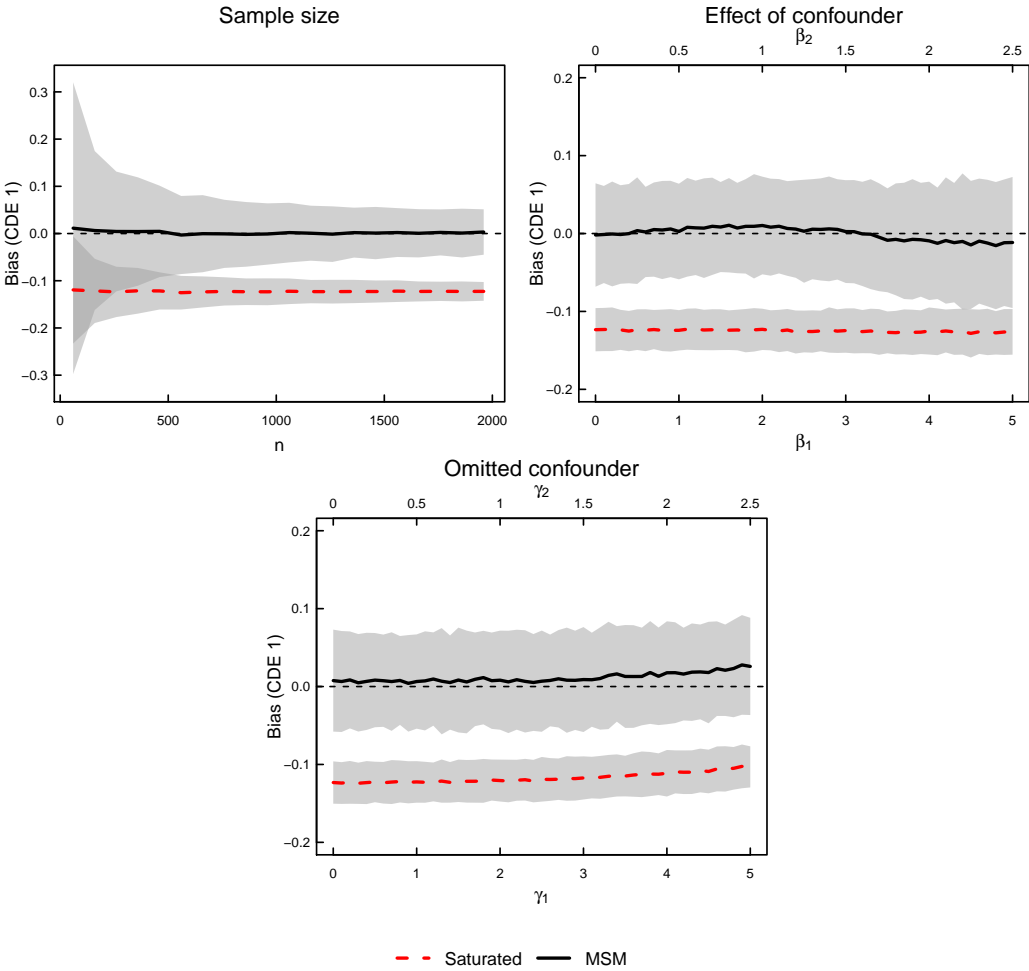 Sample size
0.3
0.2
0.1
0.0
−0.1
−0.2
−0.3
Bias (CDE 1)
0 500 1000 1500 2000
n
Effect of confounder
β2
0 0.5 1 1.5 2 2.5
0.2
0.1
0.0
−0.1
−0.2
Bias (CDE 1)
0 1 2 3 4 5
β1
Omitted confounder
γ2
0 0.5 1 1.5 2 2.5
0.2
0.1
0.0
−0.1
−0.2
Bias (CDE 1)
0 1 2 3 4 5
γ1
Saturated MSM